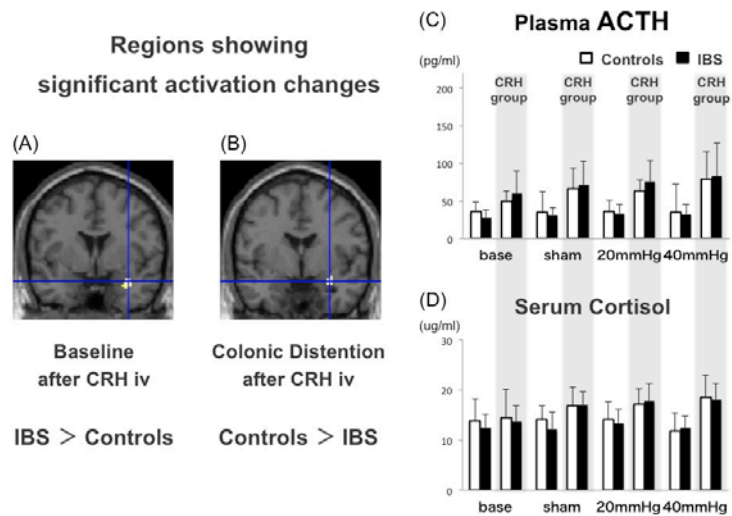 Regions showing
significant activation changes
(A)
(B)
Baseline
after CRH iv
Colonic Distention
after CRH iv
IBS > Controls
Controls > IBS
(C)
Plasma ACTH
(pg/ml)
Controls
IBS
CRH
group
CRH
group
CRH
group
CRH
group
200
150
100
50
0
base
sham
20mmHg
40mmHg
(D)
Serum Cortisol
(ug/ml)
30
20
10
0
base
sham
20mmHg
40mmHg